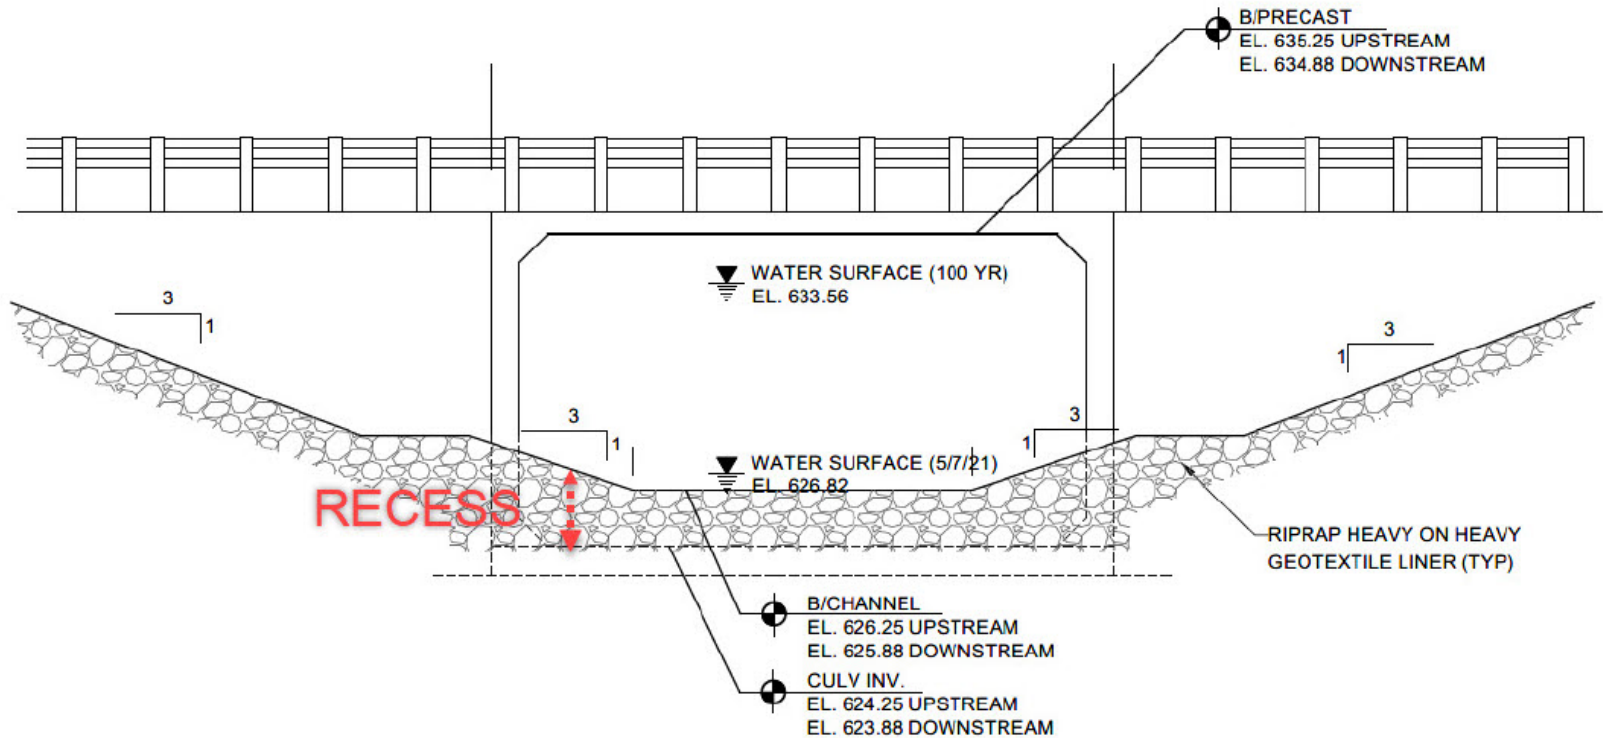 B/PRECAST
EL. 635.25 UPSTREAM
EL. 634.88 DOWNSTREAM
WATER SURFACE (100 YR)
EL. 633.56
3
1
3
1
3
1
3
1
WATER SURFACE (5/7/21)
EL. 626.82
RECESS
RIPRAP HEAVY ON HEAVY
GEOTEXTILE LINER (TYP)
B/CHANNEL
EL. 626.25 UPSTREAM
EL. 625.88 DOWNSTREAM
CULV INV.
EL. 624.25 UPSTREAM
EL. 623.88 DOWNSTREAM